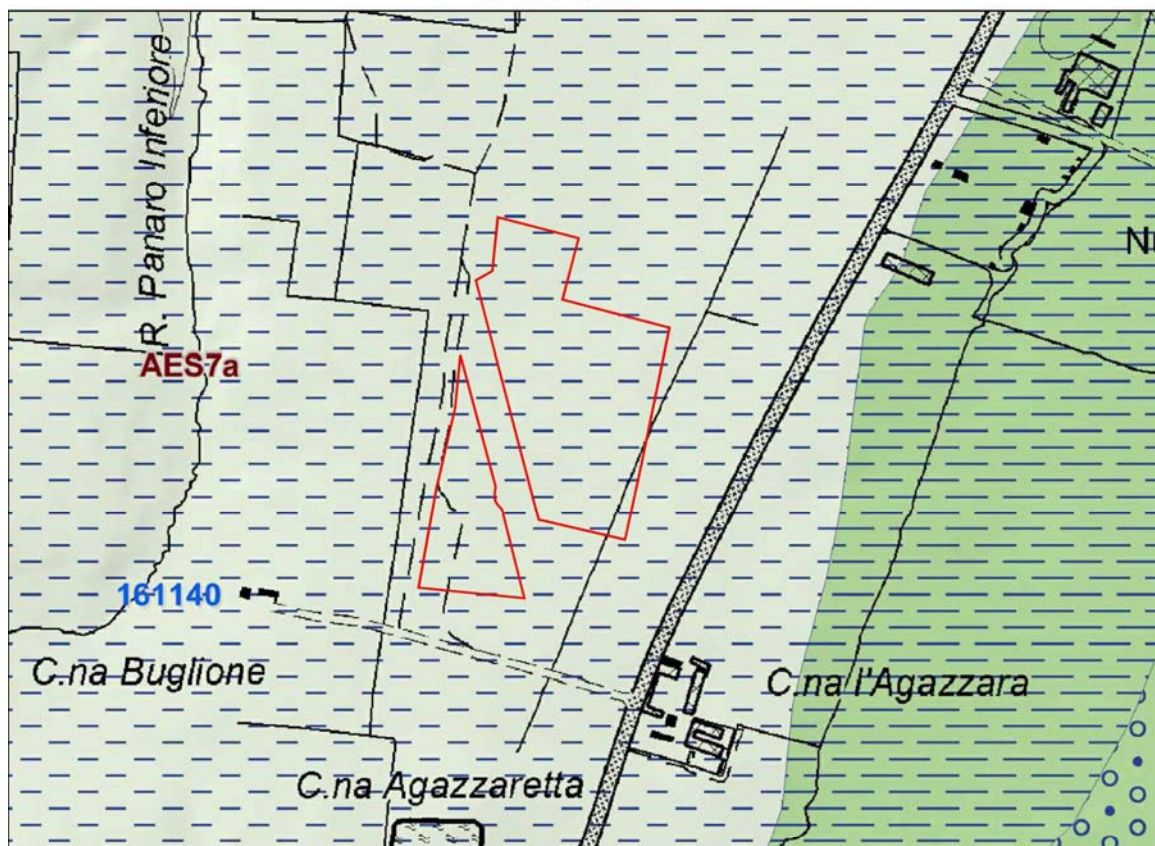 R. Panaro Inferiore
AES7a
161140
C.na Buglione
C.na l'Agazzara
C.na Agazzaretta